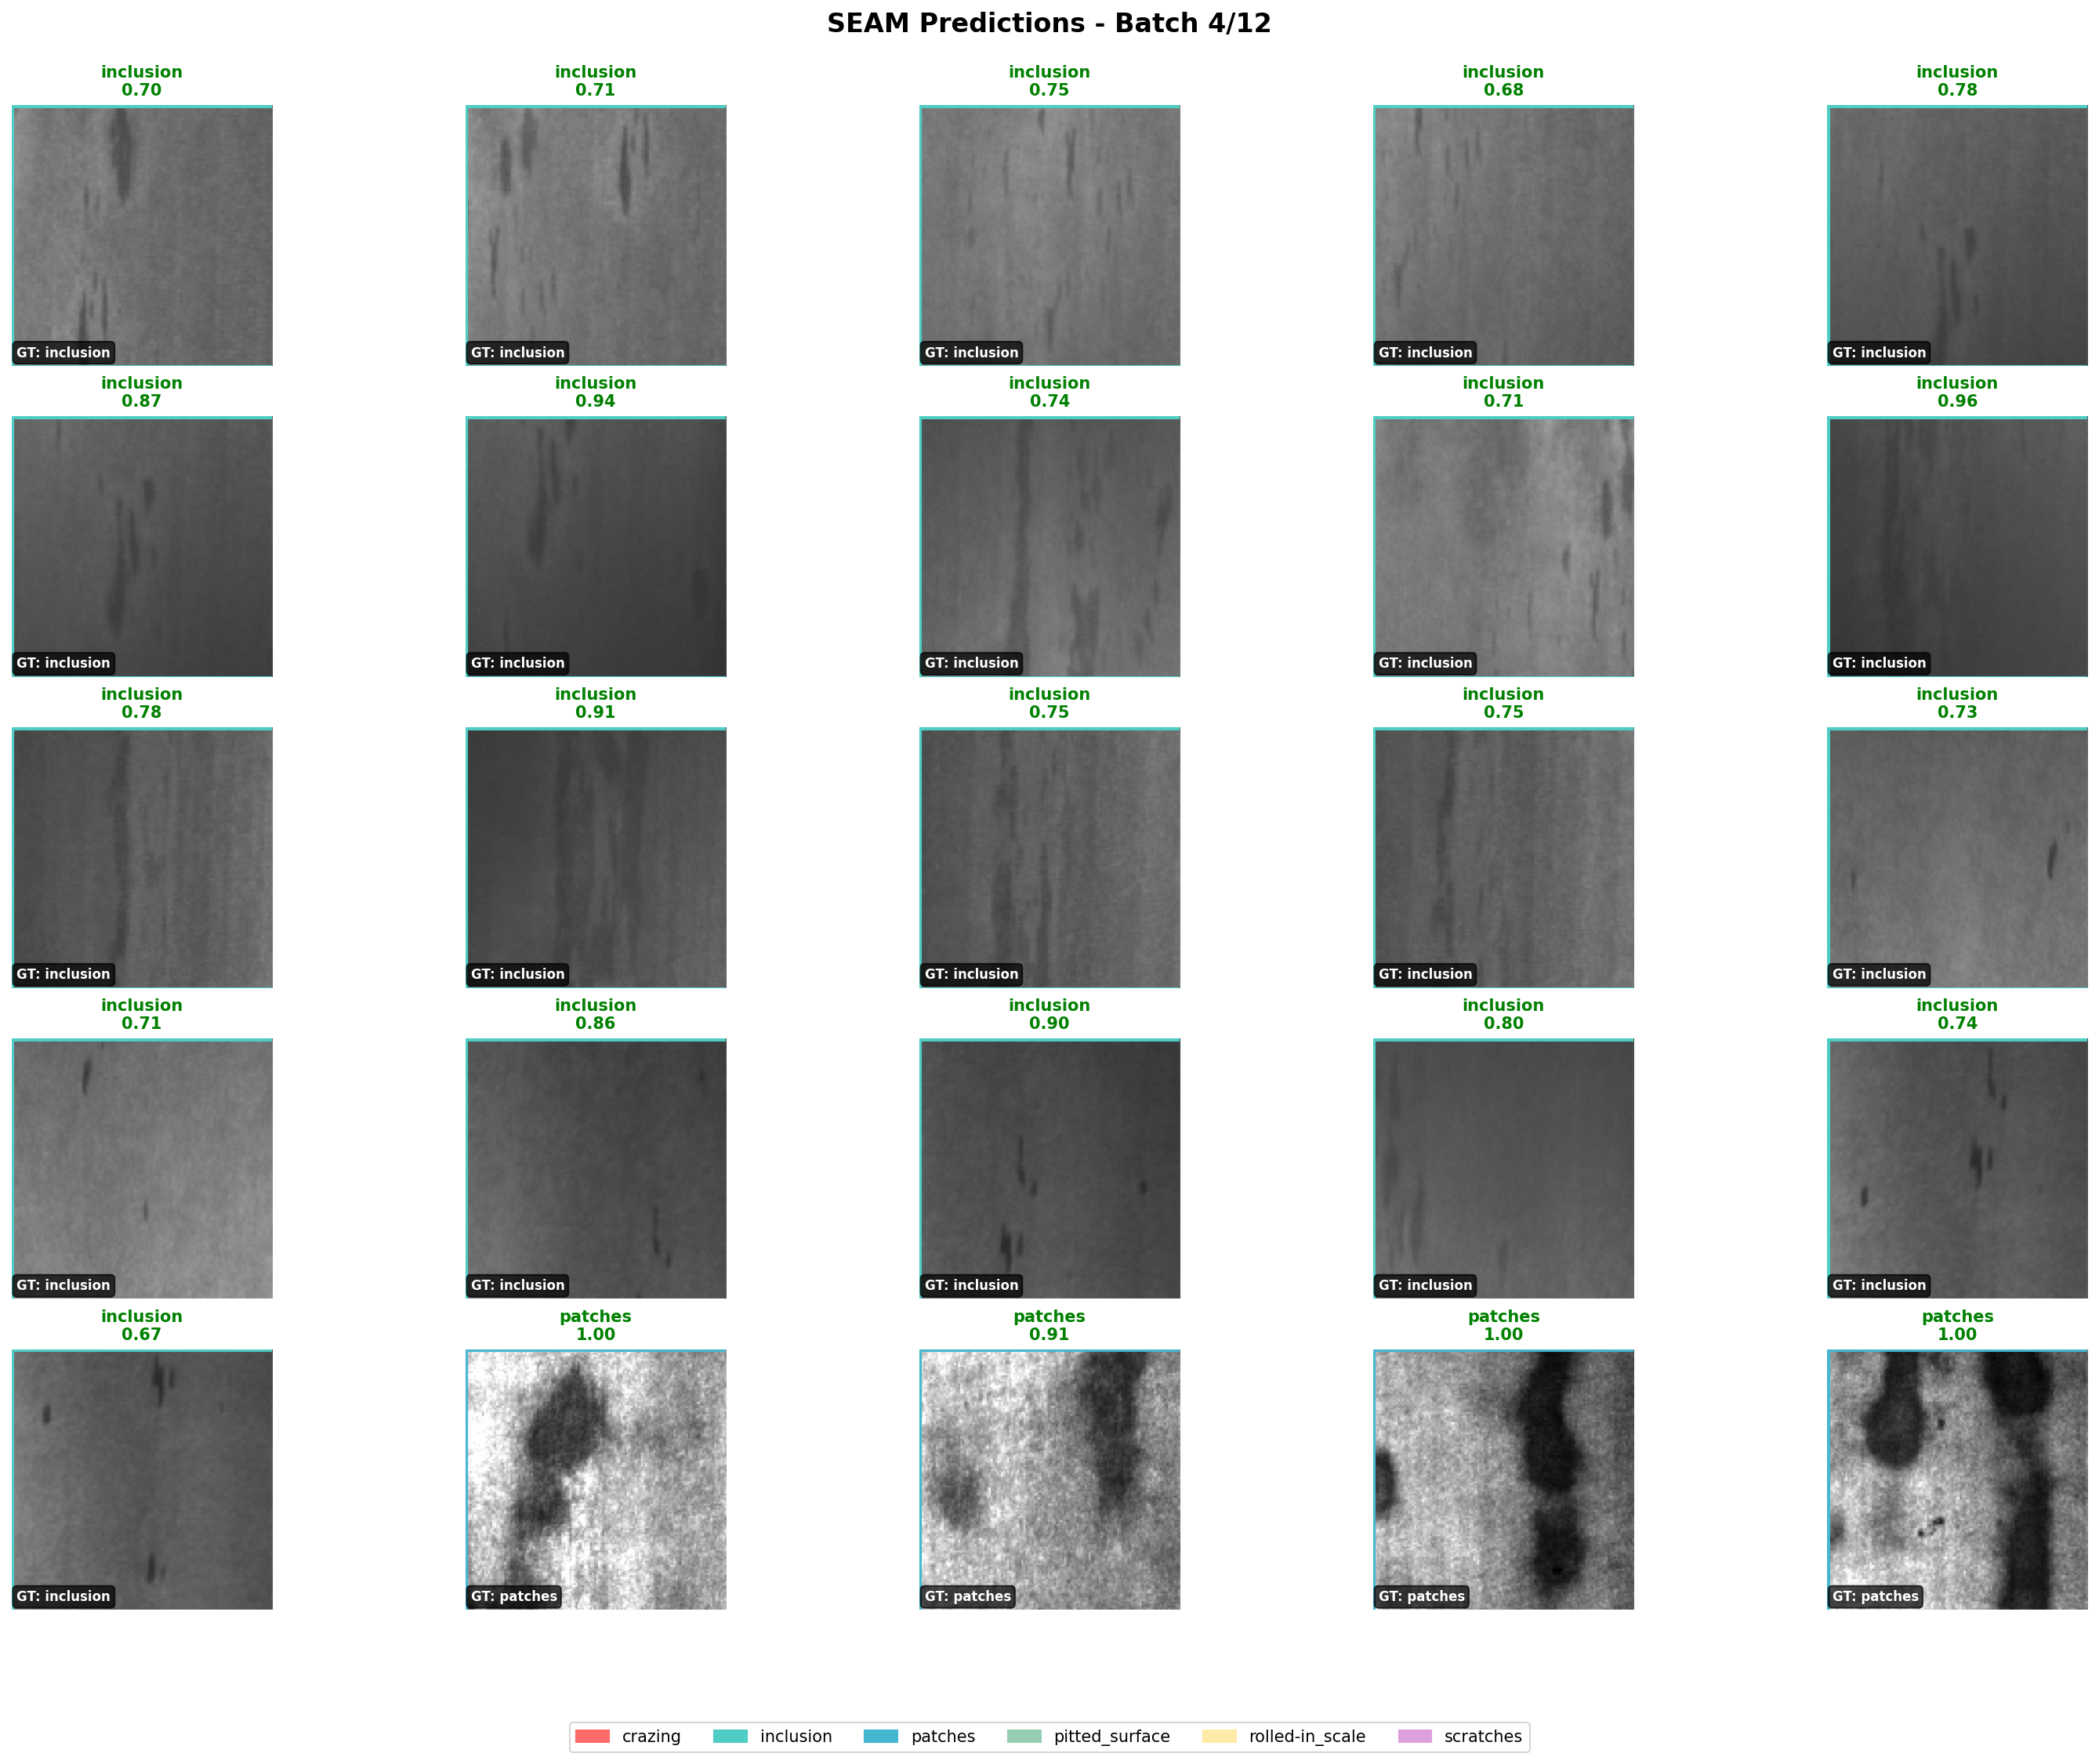 SEAM Predictions - Batch 4/12
inclusion
0.70
GT: inclusion
inclusion
0.71
GT: inclusion
inclusion
0.75
GT: inclusion
inclusion
0.68
GT: inclusion
inclusion
0.78
GT: inclusion
inclusion
0.87
GT: inclusion
inclusion
0.94
GT: inclusion
inclusion
0.74
GT: inclusion
inclusion
0.71
GT: inclusion
inclusion
0.96
GT: inclusion
inclusion
0.78
GT: inclusion
inclusion
0.91
GT: inclusion
inclusion
0.75
GT: inclusion
inclusion
0.75
GT: inclusion
inclusion
0.73
GT: inclusion
inclusion
0.71
GT: inclusion
inclusion
0.86
GT: inclusion
inclusion
0.90
GT: inclusion
inclusion
0.80
GT: inclusion
inclusion
0.74
GT: inclusion
inclusion
0.67
GT: inclusion
patches
1.00
GT: patches
patches
0.91
GT: patches
patches
1.00
GT: patches
patches
1.00
GT: patches
crazing inclusion patches pitted_surface rolled-in_scale scratches